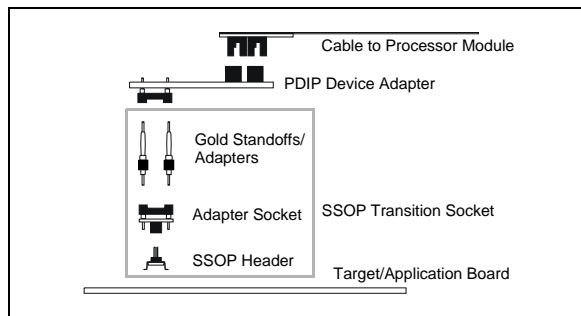 Cable to Processor Module
PDIP Device Adapter
Gold Standoffs/
Adapters
Adapter Socket
SSOP Transition Socket
SSOP Header
Target/Application Board